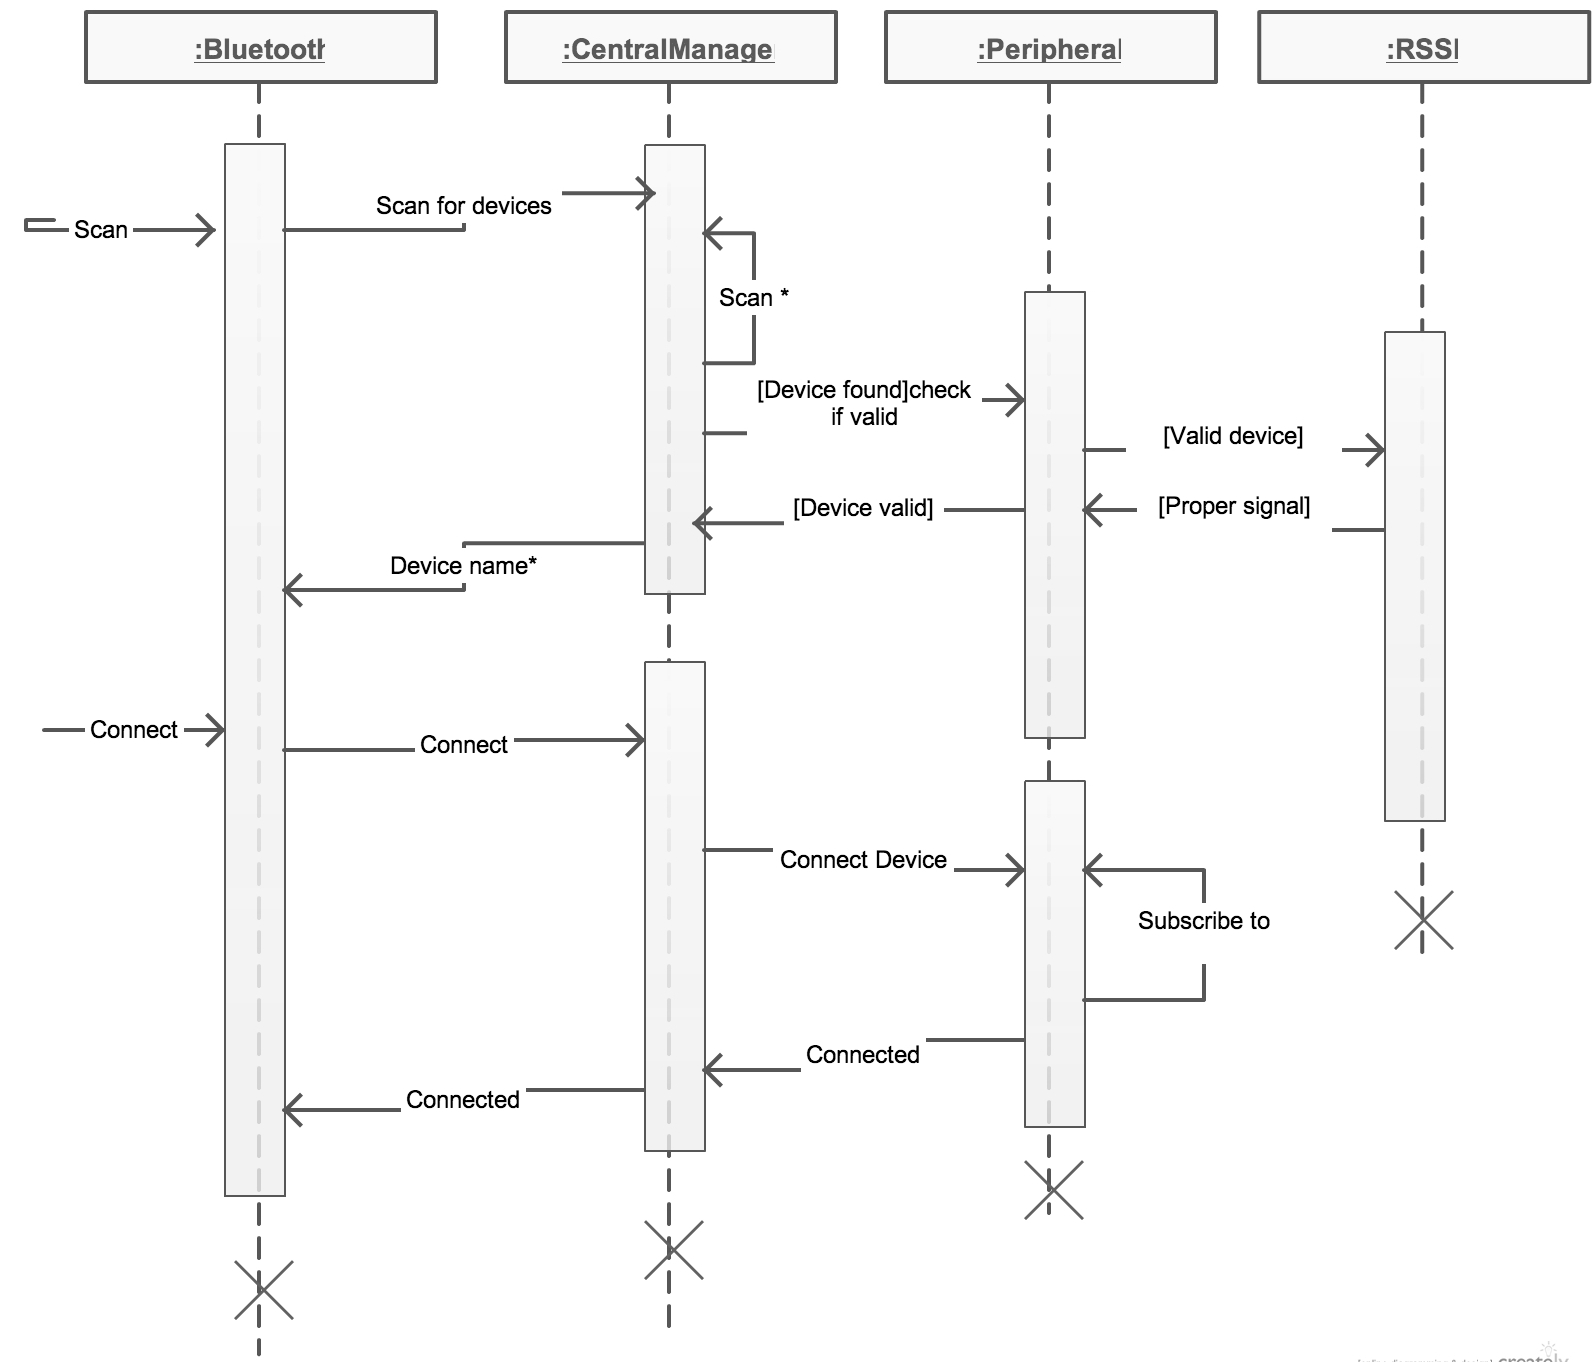 :Bluetooth
:CentralManage
:Peripheral
:RSSI
Scan for devices
Scan
Scan *
[Device found]check
if valid
[Valid device]
[Device valid]
[Proper signal]
Device name*
Connect
Connect
Connect Device
Subscribe to
Connected
Connected
creately